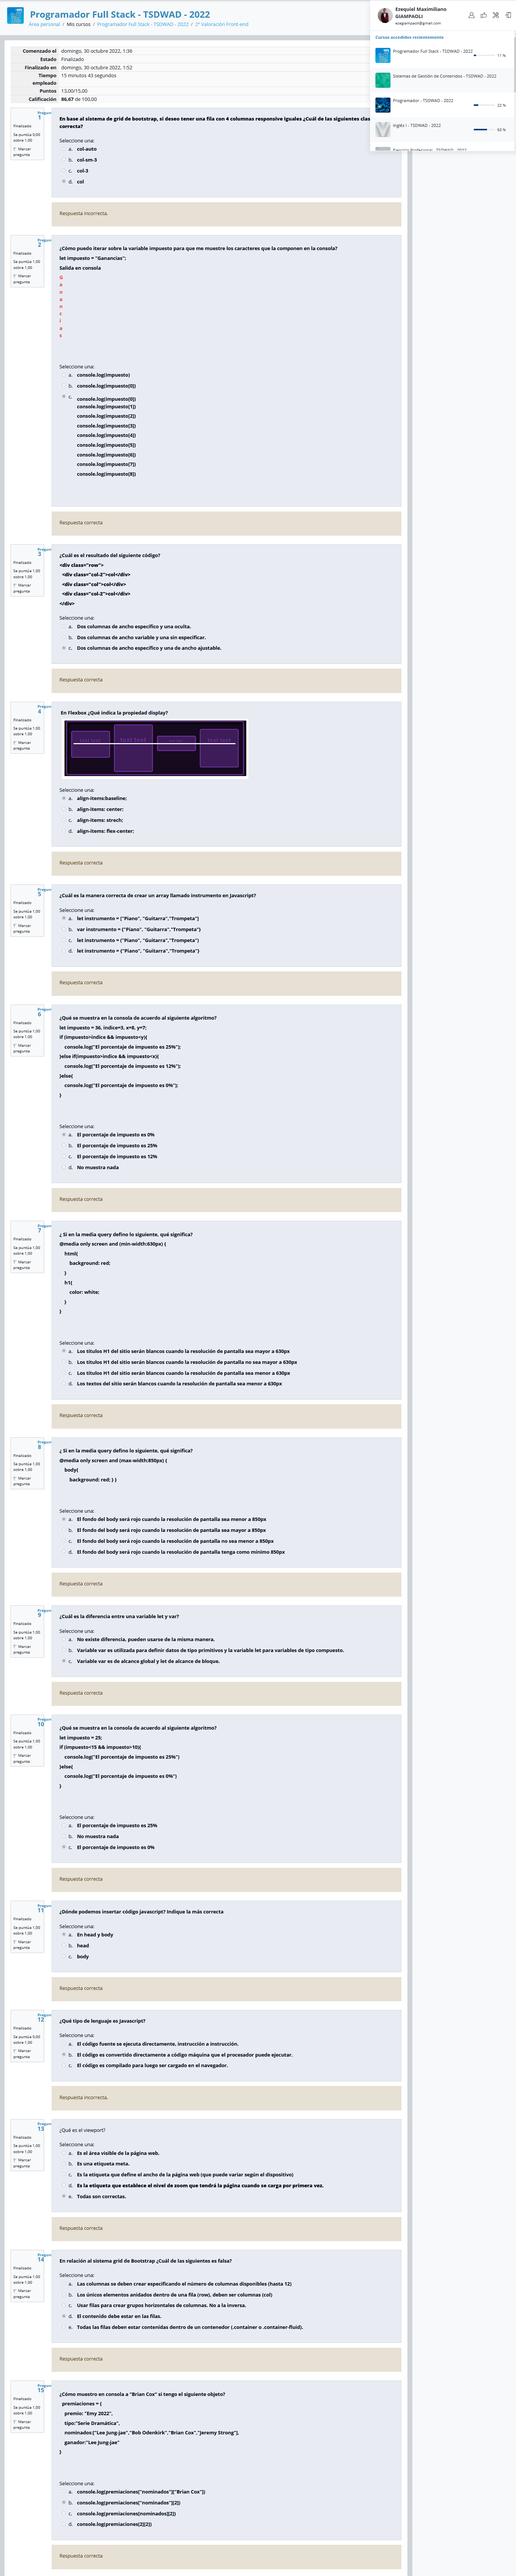 Programador Full Stack - TSDWAD - 2022
Área personal / Mis cursos / Programador Full Stack - TSDWAD - 2022 / 2° Valoración Front-end
Ezequiel Maximiliano
GIAMPAOLI
ezegiampaoli@gmail.com
Cursos accedidos recientemente
Programador Full Stack - TSDWAD - 2022
11 %
Sistemas de Gestión de Contenidos - TSDWAD - 2022
Programador - TSDWAD - 2022
22 %
Inglés I - TSDWAD - 2022
63 %
Comenzado el domingo, 30 octubre 2022, 1:36
Estado Finalizado
Finalizado en domingo, 30 octubre 2022, 1:52
Tiempo empleado 15 minutos 43 segundos
Puntos 13,00/15,00
Calificación 86,67 de 100,00
Pregunta 1
Finalizado
Se puntúa 0,00 sobre 1,00
Marcar pregunta
En base al sistema de grid de bootstrap, si deseo tener una fila con 4 columnas responsive iguales ¿Cuál de las siguientes clas
correcta?
Seleccione una:
a. col-auto
b. col-sm-3
c. col-3
d. col
Respuesta incorrecta.
Pregunta 2
Finalizado
Se puntúa 1,00 sobre 1,00
Marcar pregunta
¿Cómo puedo iterar sobre la variable impuesto para que me muestre los caracteres que la componen en la consola?
let impuesto = "Ganancias";
Salida en consola
G
a
n
a
n
c
i
a
s
Seleccione una:
a. console.log(impuesto)
b. console.log(impuesto[0])
c. console.log(impuesto[0])
console.log(impuesto[1])
console.log(impuesto[2])
console.log(impuesto[3])
console.log(impuesto[4])
console.log(impuesto[5])
console.log(impuesto[6])
console.log(impuesto[7])
console.log(impuesto[8])
Respuesta correcta
Pregunta 3
Finalizado
Se puntúa 1,00 sobre 1,00
Marcar pregunta
¿Cuál es el resultado del siguiente código?
<div class="row">
<div class="col-2">col</div>
<div class="col">col</div>
<div class="col-2">col</div>
</div>
Seleccione una:
a. Dos columnas de ancho específico y una oculta.
b. Dos columnas de ancho variable y una sin especificar.
c. Dos columnas de ancho específico y una de ancho ajustable.
Respuesta correcta
Pregunta 4
Finalizado
Se puntúa 1,00 sobre 1,00
Marcar pregunta
En Flexbox ¿Qué indica la propiedad display?
text text
text text
text text
Seleccione una:
a. align-items:baseline;
b. align-items: center;
c. align-items: strech;
d. align-items: flex-center;
Respuesta correcta
Pregunta 5
Finalizado
Se puntúa 1,00 sobre 1,00
Marcar pregunta
¿Cuál es la manera correcta de crear un array llamado instrumento en Javascript?
Seleccione una:
a. let instrumento = ["Piano", "Guitarra","Trompeta"]
b. var instrumento = {"Piano", "Guitarra","Trompeta"}
c. let instrumento = ("Piano", "Guitarra","Trompeta")
d. let instrumento = {"Piano", "Guitarra","Trompeta"}
Respuesta correcta
Pregunta 6
Finalizado
Se puntúa 1,00 sobre 1,00
Marcar pregunta
¿Qué se muestra en la consola de acuerdo al siguiente algoritmo?
let impuesto = 36, indice=3, x=8, y=7;
if (impuesto>indice && impuesto<y){
console.log("El porcentaje de impuesto es 25%");
}else if(impuesto>indice && impuesto<x){
console.log("El porcentaje de impuesto es 12%");
}else{
console.log("El porcentaje de impuesto es 0%");
}
Seleccione una:
a. El porcentaje de impuesto es 0%
b. El porcentaje de impuesto es 25%
c. El porcentaje de impuesto es 12%
d. No muestra nada
Respuesta correcta
Pregunta 7
Finalizado
Se puntúa 1,00 sobre 1,00
Marcar pregunta
¿ Si en la media query defino lo siguiente, qué significa?
@media only screen and (min-width:630px) {
html{
background: red;
}
h1{
color: white;
}
}
Seleccione una:
a. Los títulos H1 del sitio serán blancos cuando la resolución de pantalla sea mayor a 630px
b. Los títulos H1 del sitio serán blancos cuando la resolución de pantalla no sea mayor a 630px
c. Los títulos H1 del sitio serán blancos cuando la resolución de pantalla sea menor a 630px
d. Los textos del sitio serán blancos cuando la resolución de pantalla sea menor a 630px
Respuesta correcta
Pregunta 8
Finalizado
Se puntúa 1,00 sobre 1,00
Marcar pregunta
¿ Si en la media query defino lo siguiente, qué significa?
@media only screen and (max-width:850px) {
body{
background: red; } }
Seleccione una:
a. El fondo del body será rojo cuando la resolución de pantalla sea menor a 850px
b. El fondo del body será rojo cuando la resolución de pantalla sea mayor a 850px
c. El fondo del body será rojo cuando la resolución de pantalla no sea menor a 850px
d. El fondo del body será rojo cuando la resolución de pantalla tenga como mínimo 850px
Respuesta correcta
Pregunta 9
Finalizado
Se puntúa 1,00 sobre 1,00
Marcar pregunta
¿Cuál es la diferencia entre una variable let y var?
Seleccione una:
a. No existe diferencia, pueden usarse de la misma manera.
b. Variable var es utilizada para definir datos de tipo primitivos y la variable let para variables de tipo compuesto.
c. Variable var es de alcance global y let de alcance de bloque.
Respuesta correcta
Pregunta 10
Finalizado
Se puntúa 1,00 sobre 1,00
Marcar pregunta
¿Qué se muestra en la consola de acuerdo al siguiente algoritmo?
let impuesto = 25;
if (impuesto=15 && impuesto>10){
console.log("El porcentaje de impuesto es 25%")
}else{
console.log("El porcentaje de impuesto es 0%")
}
Seleccione una:
a. El porcentaje de impuesto es 25%
b. No muestra nada
c. El porcentaje de impuesto es 0%
Respuesta correcta
Pregunta 11
Finalizado
Se puntúa 1,00 sobre 1,00
Marcar pregunta
¿Dónde podemos insertar código javascript? Indique la más correcta
Seleccione una:
a. En head y body
b. head
c. body
Respuesta correcta
Pregunta 12
Finalizado
Se puntúa 0,00 sobre 1,00
Marcar pregunta
¿Qué tipo de lenguaje es Javascript?
Seleccione una:
a. El código fuente se ejecuta directamente, instrucción a instrucción.
b. El código es convertido directamente a código máquina que el procesador puede ejecutar.
c. El código es compilado para luego ser cargado en el navegador.
Respuesta incorrecta.
Pregunta 13
Finalizado
Se puntúa 1,00 sobre 1,00
Marcar pregunta
¿Qué es el viewport?
Seleccione una:
a. Es el área visible de la página web.
b. Es una etiqueta meta.
c. Es la etiqueta que define el ancho de la página web (que puede variar según el dispositivo)
d. Es la etiqueta que establece el nivel de zoom que tendrá la página cuando se carga por primera vez.
e. Todas son correctas.
Respuesta correcta
Pregunta 14
Finalizado
Se puntúa 1,00 sobre 1,00
Marcar pregunta
En relación al sistema grid de Bootstrap ¿Cuál de las siguientes es falsa?
Seleccione una:
a. Las columnas se deben crear especificando el número de columnas disponibles (hasta 12)
b. Los únicos elementos anidados dentro de una fila (row), deben ser columnas (col)
c. Usar filas para crear grupos horizontales de columnas. No a la inversa.
d. El contenido debe estar en las filas.
e. Todas las filas deben estar contenidas dentro de un contenedor (.container o .container-fluid).
Respuesta correcta
Pregunta 15
Finalizado
Se puntúa 1,00 sobre 1,00
Marcar pregunta
¿Cómo muestro en consola a "Brian Cox" si tengo el siguiente objeto?
premiaciones = {
premio: "Emy 2022",
tipo:"Serie Dramática",
nominados:["Lee Jung-jae","Bob Odenkirk","Brian Cox","Jeremy Strong"],
ganador:"Lee Jung-jae"
}
Seleccione una:
a. console.log(premiaciones["nominados"]["Brian Cox"])
b. console.log(premiaciones["nominados"][2])
c. console.log(premiaciones[nominados][2])
d. console.log(premiaciones[2][2])
Respuesta correcta